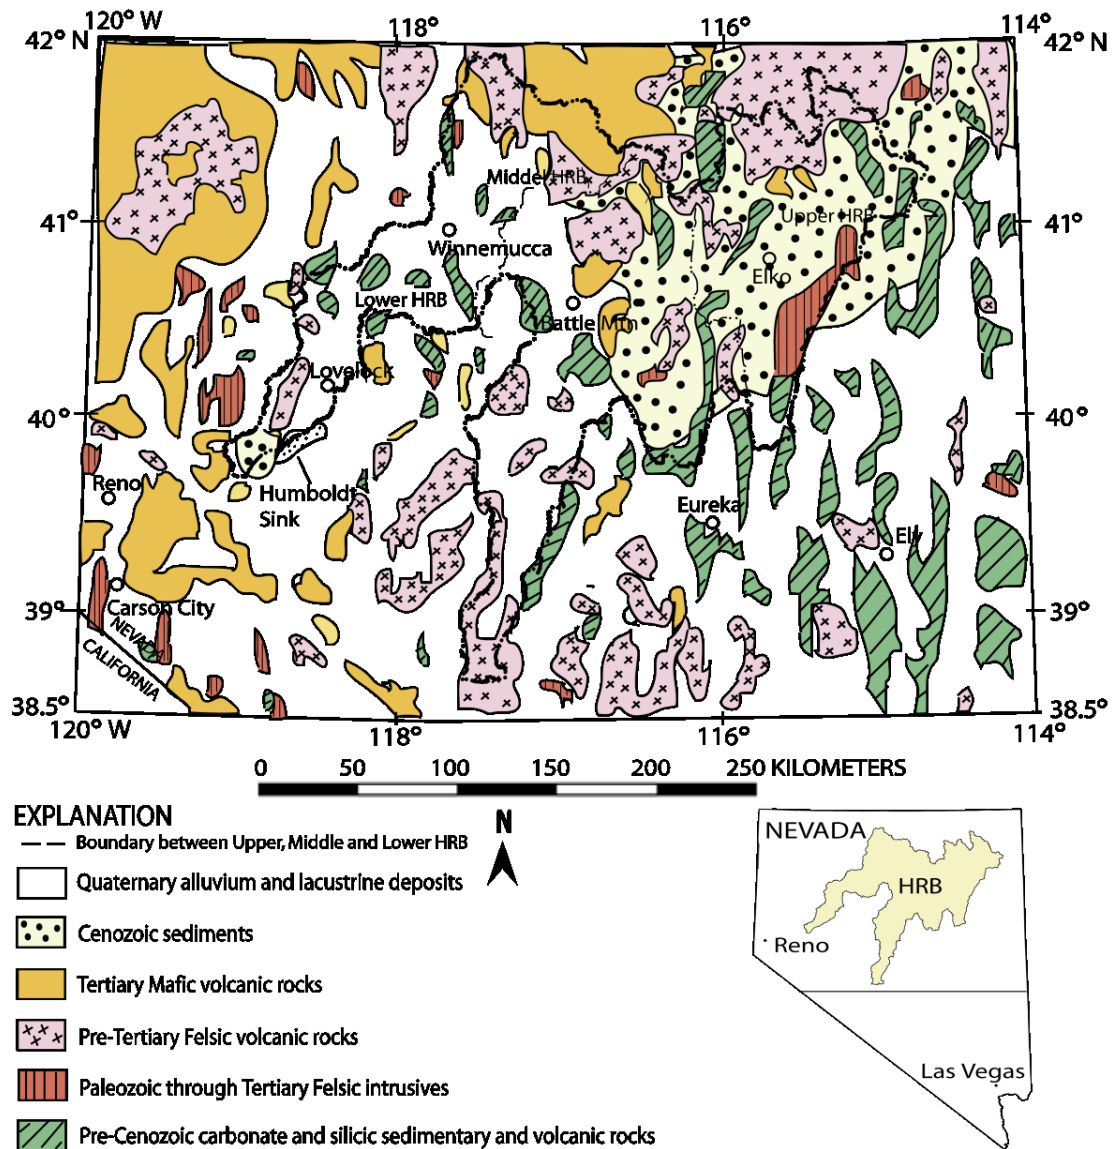 120° W
118°
116°
114°
42° N
42° N
Middel HRB
41°
Upper HRB
41°
Winnemucca
Elko
Lower HRB
Battle Mtn
Lovelock
40°
40°
Reno
Humboldt
Sink
Eureka
Ely
39°
Carson City
39°
NEVADA
CALIFORNIA
38.5°
38.5°
120° W
118°
116°
114°
0 50 100 150 200 250 KILOMETERS
EXPLANATION
N
Boundary between Upper, Middle and Lower HRB
Quaternary alluvium and lacustrine deposits
Cenozoic sediments
Tertiary Mafic volcanic rocks
Pre-Tertiary Felsic volcanic rocks
Paleozoic through Tertiary Felsic intrusives
Pre-Cenozoic carbonate and silicic sedimentary and volcanic rocks
NEVADA
HRB
Reno
Las Vegas